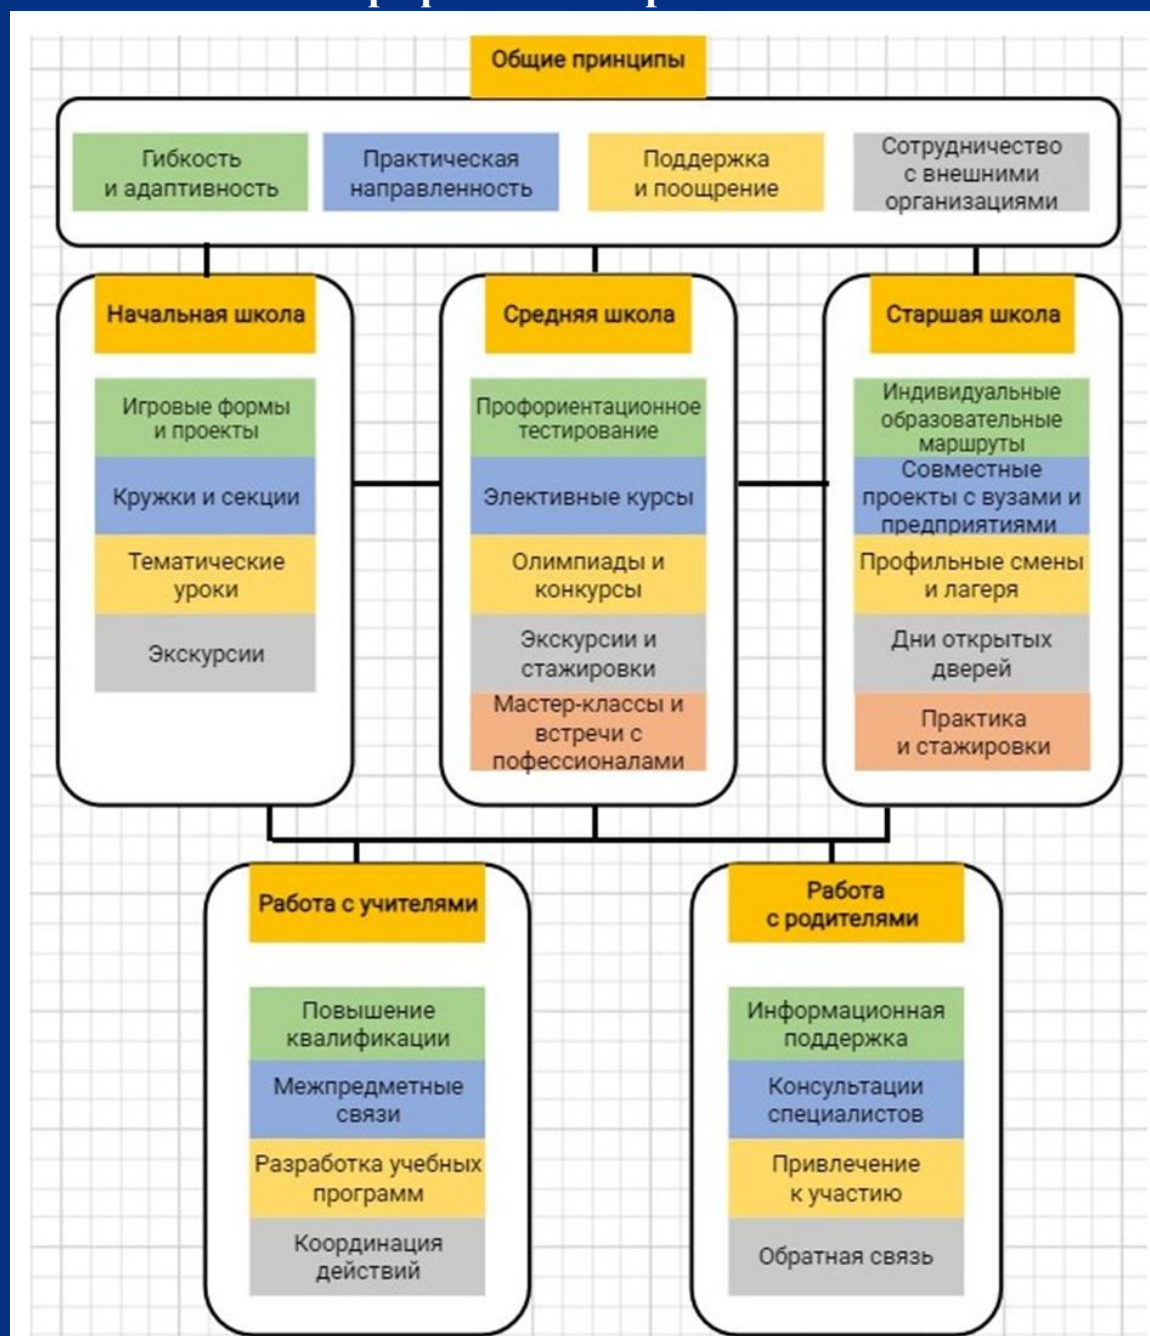 Общие принципы
Гибкость
и адаптивность
Практическая
направленность
Поддержка
и поощрение
Сотрудничество
с внешними
организациями
Начальная школа
Игровые формы
и проекты
Кружки и секции
Тематические
уроки
Экскурсии
Средняя школа
Профориентационное
тестирование
Элективные курсы
Олимпиады и
конкурсы
Экскурсии и
стажировки
Мастер-классы и
встречи с
пофессионалами
Старшая школа
Индивидуальные
образовательные
маршруты
Совместные
проекты с вузами и
предприятиями
Профильные смены
и лагеря
Дни открытых
дверей
Практика
и стажировки
Работа с учителями
Повышение
квалификации
Межпредметные
связи
Разработка учебных
программ
Координация
действий
Работа
с родителями
Информационная
поддержка
Консультации
специалистов
Привлечение
к участию
Обратная связь